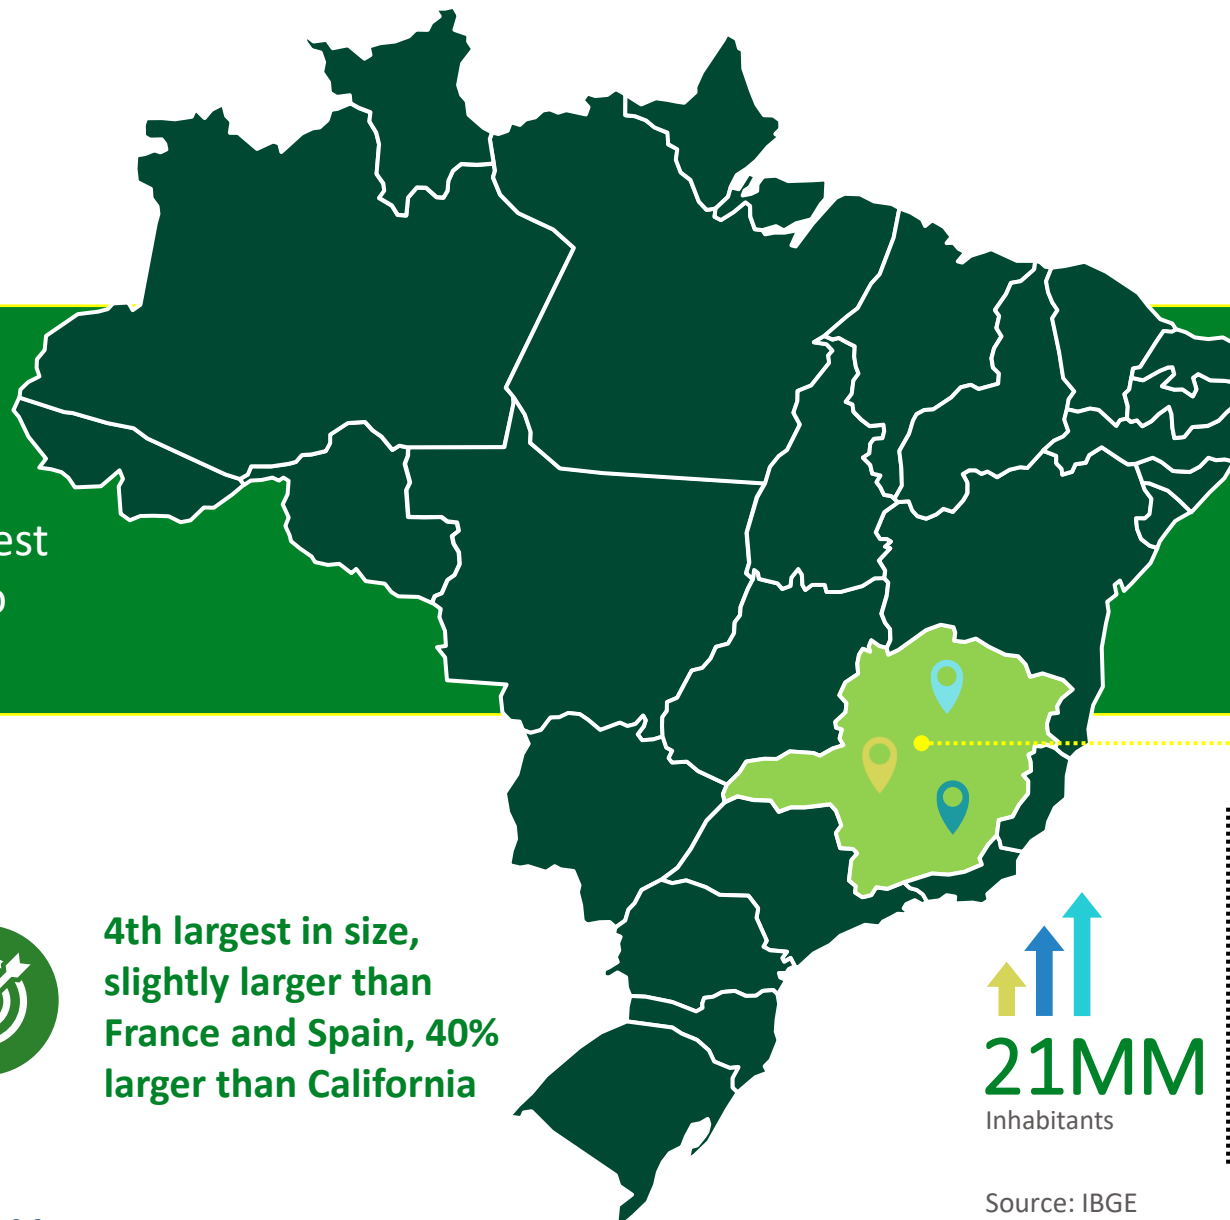 4th largest in size,
slightly larger than
France and Spain, 40%
larger than California
21MM
Inhabitants
Source: IBGE